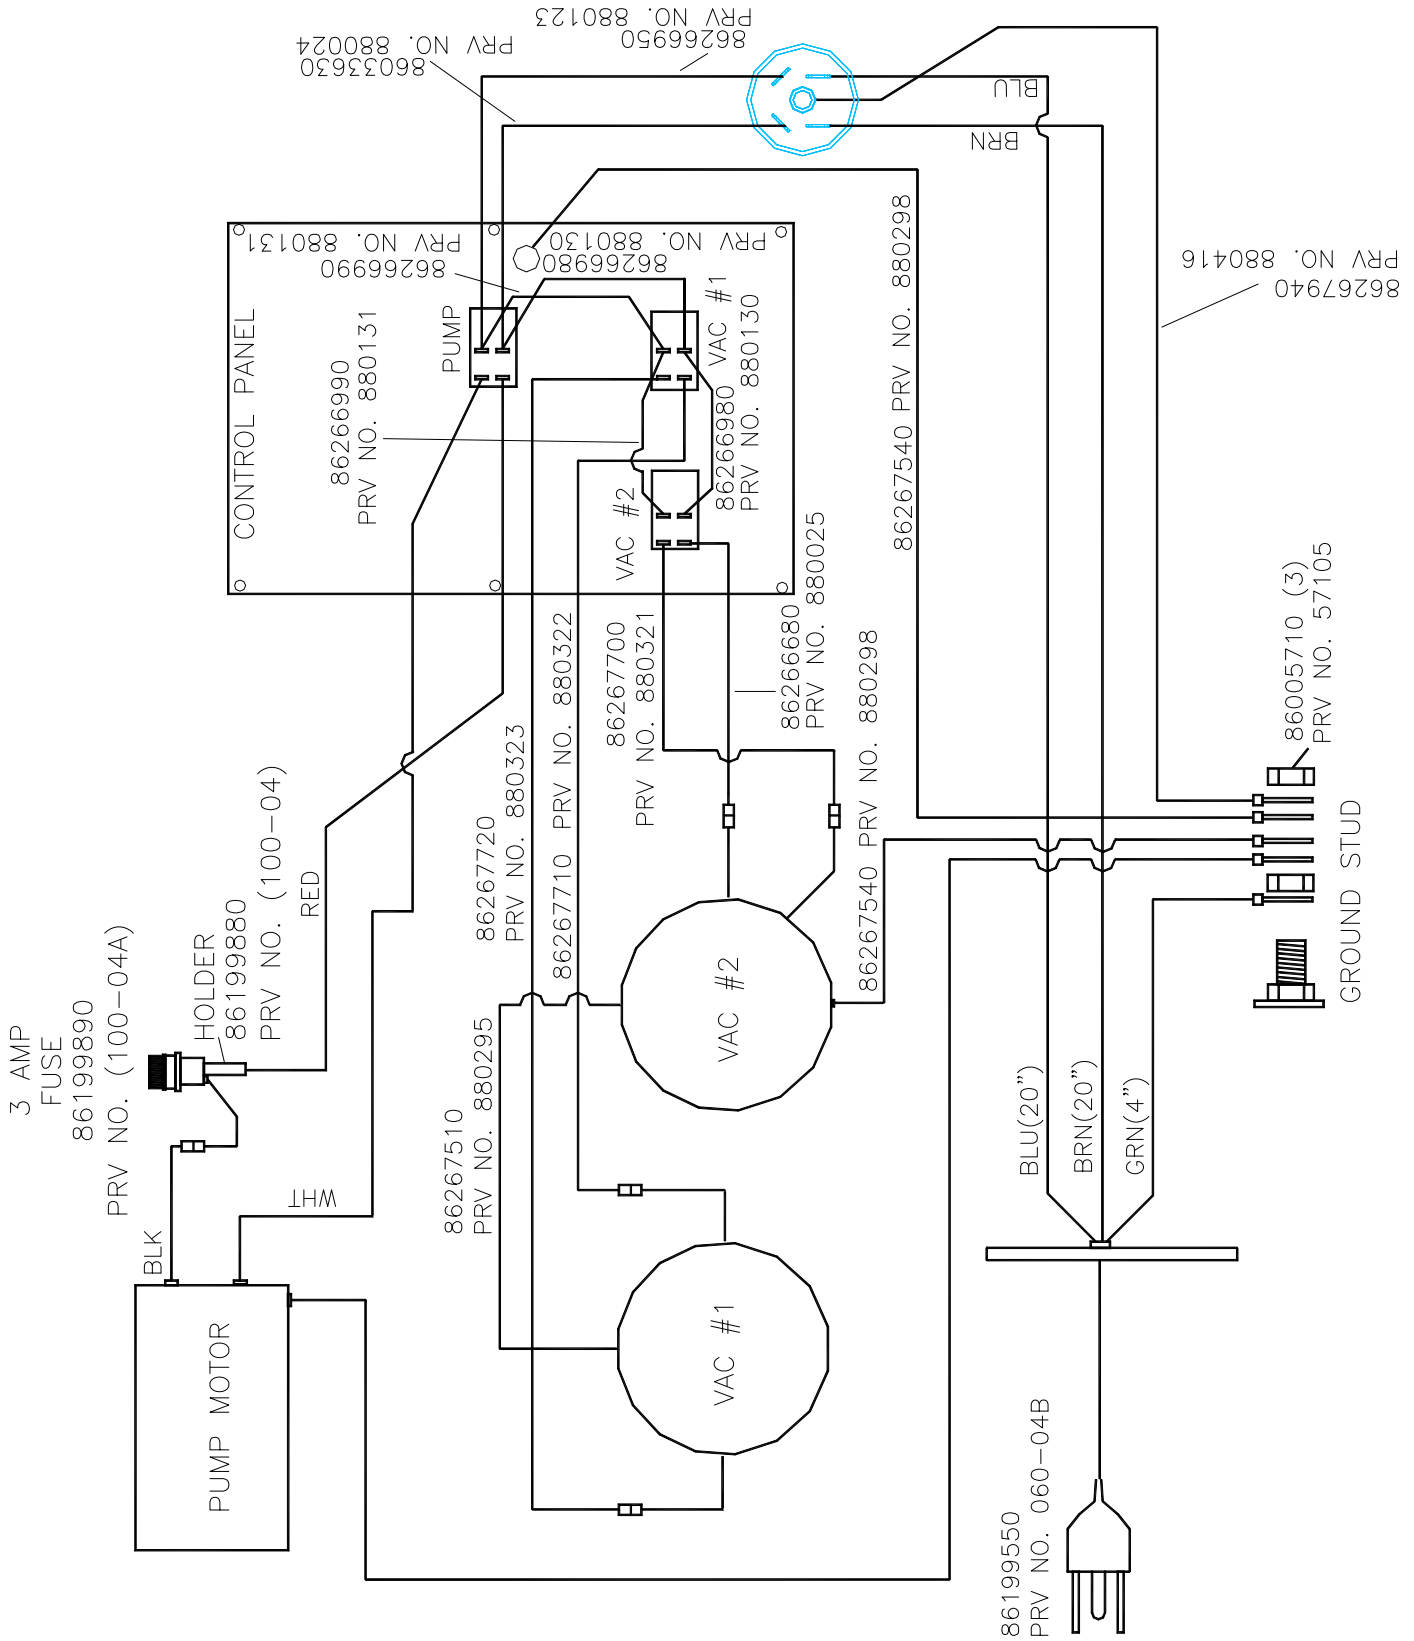 3 AMP
FUSE
86199890
PRV NO. (100-04A)
HOLDER
86199880
PRV NO. (100-04)
RED
BLK
WHT
PUMP MOTOR
CONTROL PANEL
PUMP
VAC #1
VAC #2
86266990
PRV NO. 880131
86266990
PRV NO. 880131
86266980
PRV NO. 880130
86266980
PRV NO. 880130
86033630
PRV NO. 880024
86266950
PRV NO. 880123
BLU
BRN
86267940
PRV NO. 880416
86267540 PRV NO. 880298
86267720
PRV NO. 880323
86267710 PRV NO. 880322
86267700
PRV NO. 880321
86266680
PRV NO. 880025
86267540 PRV NO. 880298
86267510
PRV NO. 880295
VAC #2
VAC #1
86005710 (3)
PRV NO. 57105
GROUND STUD
BLU(20")
BRN(20")
GRN(4")
86199550
PRV NO. 060-04B